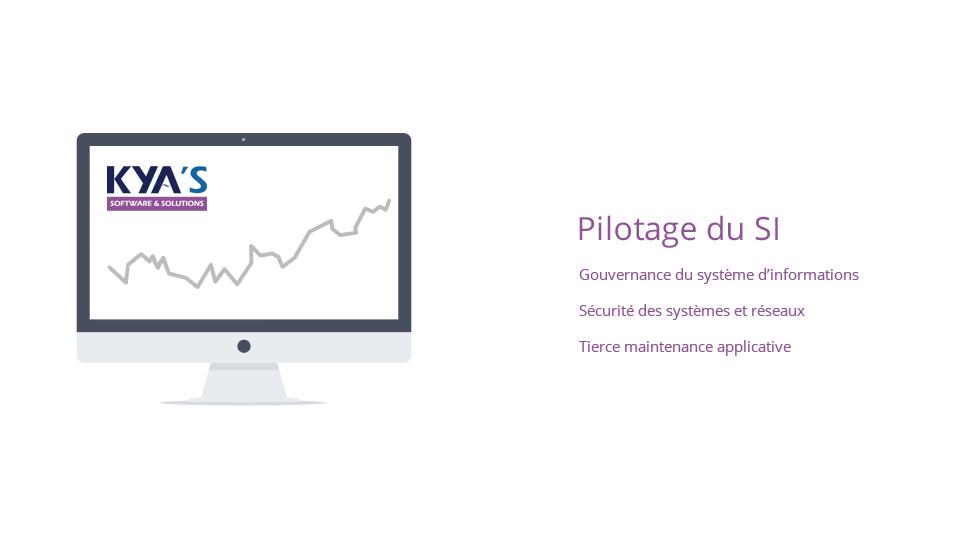 KYA'S
SOFTWARE & SOLUTIONS
Pilotage du SI
Gouvernance du système d’informations
Sécurité des systèmes et réseaux
Tierce maintenance applicative